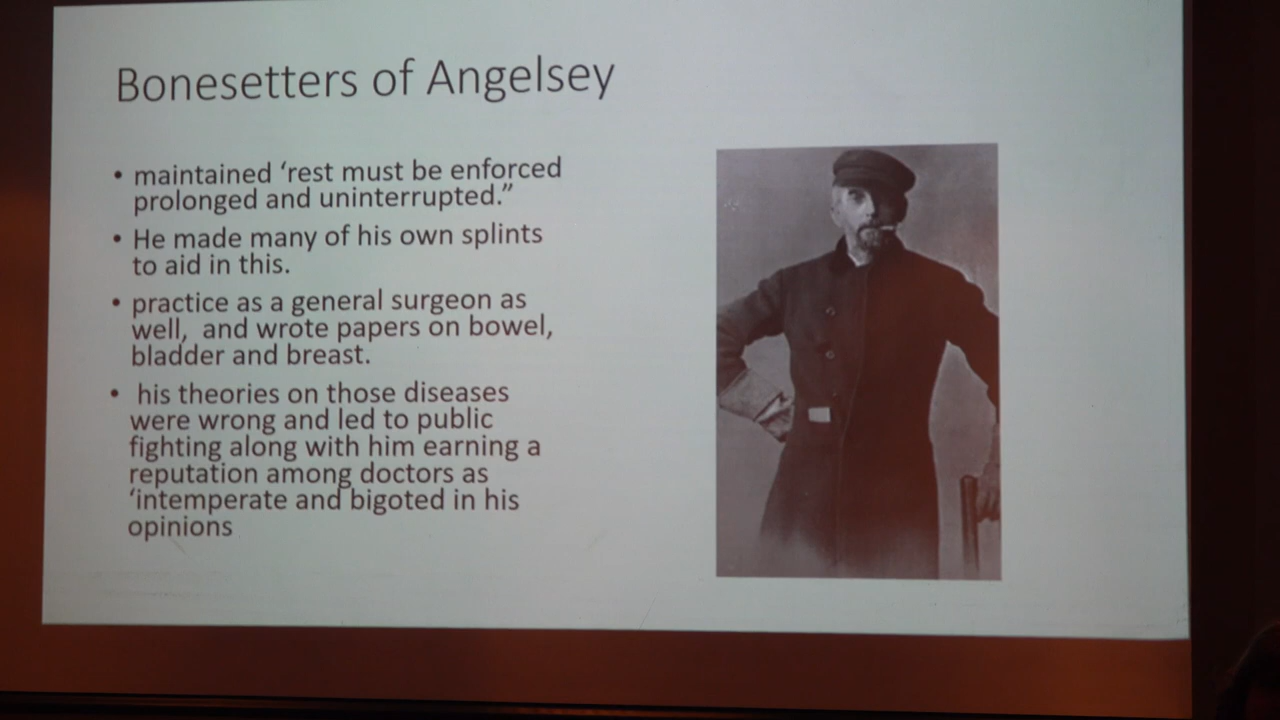 Bonesetters of Angelsey
• maintained ‘rest must be enforced
prolonged and uninterrupted.”
• He made many of his own splints
to aid in this.
• practice as a general surgeon as
well,  and wrote papers on bowel,
bladder and breast.
•  his theories on those diseases
were wrong and led to public
fighting along with him earning a
reputation among doctors as
‘intemperate and bigoted in his
opinions